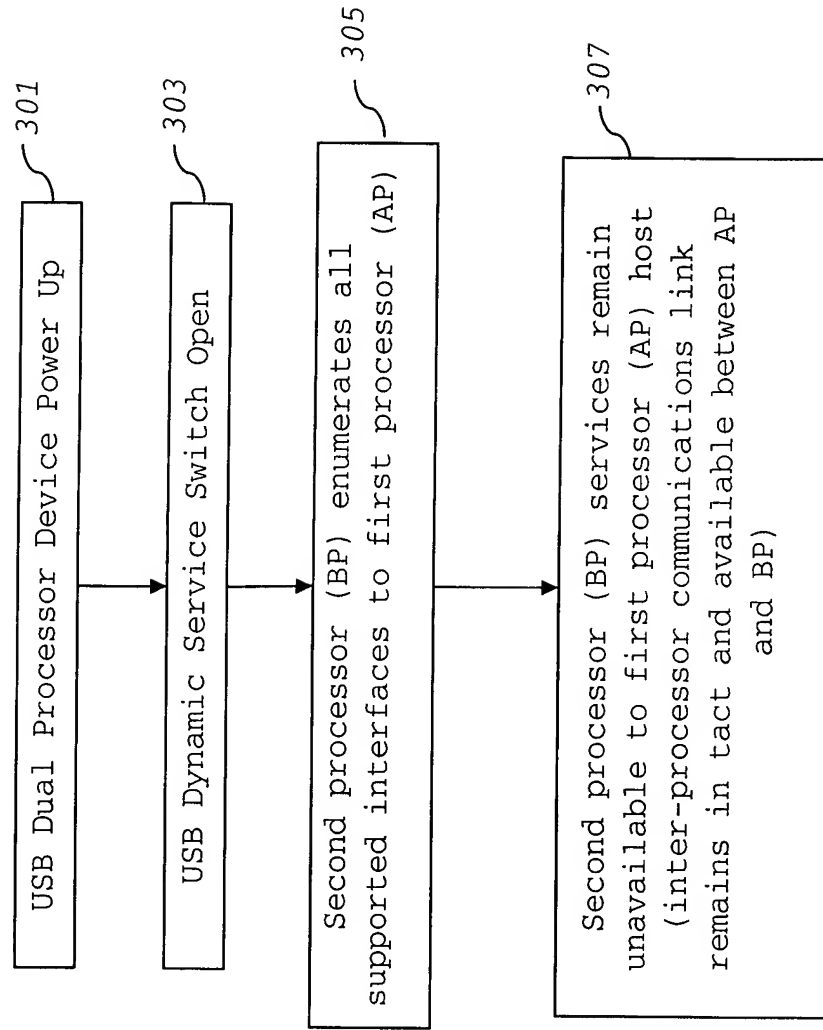 USB Dual Processor Device Power Up
301
USB Dynamic Service Switch Open
303
Second processor (BP) enumerates all
supported interfaces to first processor (AP)
305
Second processor (BP) services remain
unavailable to first processor (AP) host
(inter-processor communications link
remains in tact and available between AP
and BP)
307